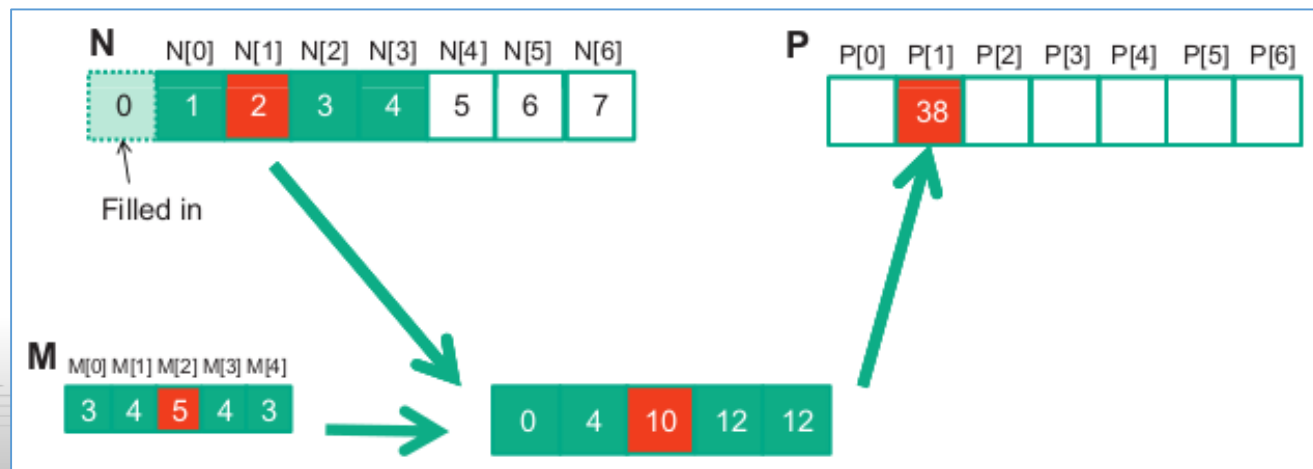 N N[0] N[1] N[2] N[3] N[4] N[5] N[6]
0 1 2 3 4 5 6 7
Filled in
P P[0] P[1] P[2] P[3] P[4] P[5] P[6]
38
M M[0] M[1] M[2] M[3] M[4]
3 4 5 4 3
0 4 10 12 12